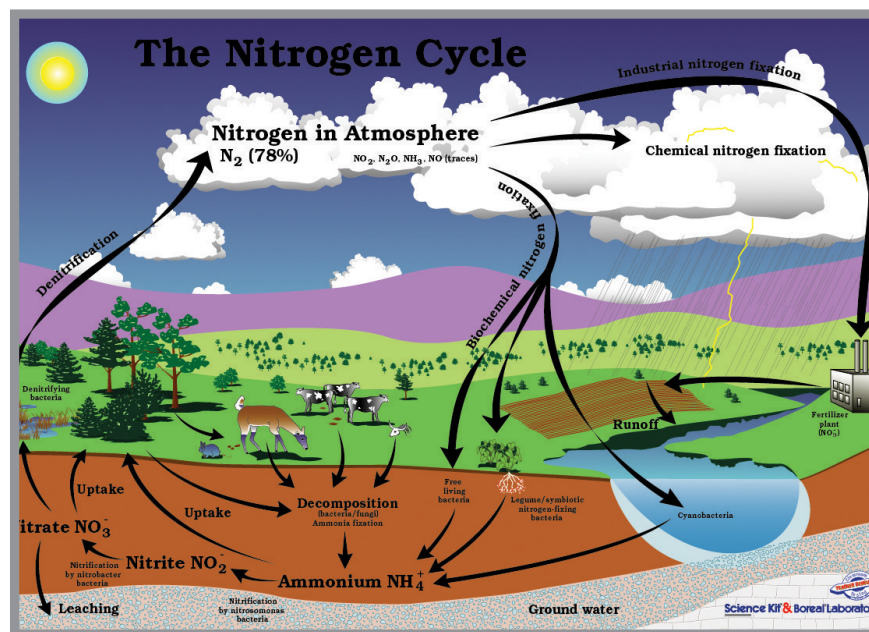 The Nitrogen Cycle
Industrial nitrogen fixation
Nitrogen in Atmosphere
N₂ (78%)
NO₂, N₂O, NH₃, NO (traces)
Chemical nitrogen fixation
Denitrification
Biochemical nitrogen fixation
Denitrifying
bacteria
Runoff
Fertilizer
plant
(NO₃⁻)
Uptake
Uptake
Decomposition
(bacteria/fungi)
Ammonia fixation
Free
living
bacteria
Legume/symbiotic
nitrogen-fixing
bacteria
Cyanobacteria
itrate NO₃⁻
Nitrite NO₂⁻
Nitrification
by nitrobacter
bacteria
Ammonium NH₄⁺
Leaching
Nitrification
by nitrosomonas
bacteria
Ground water
Science Kit & Boreal Laborato